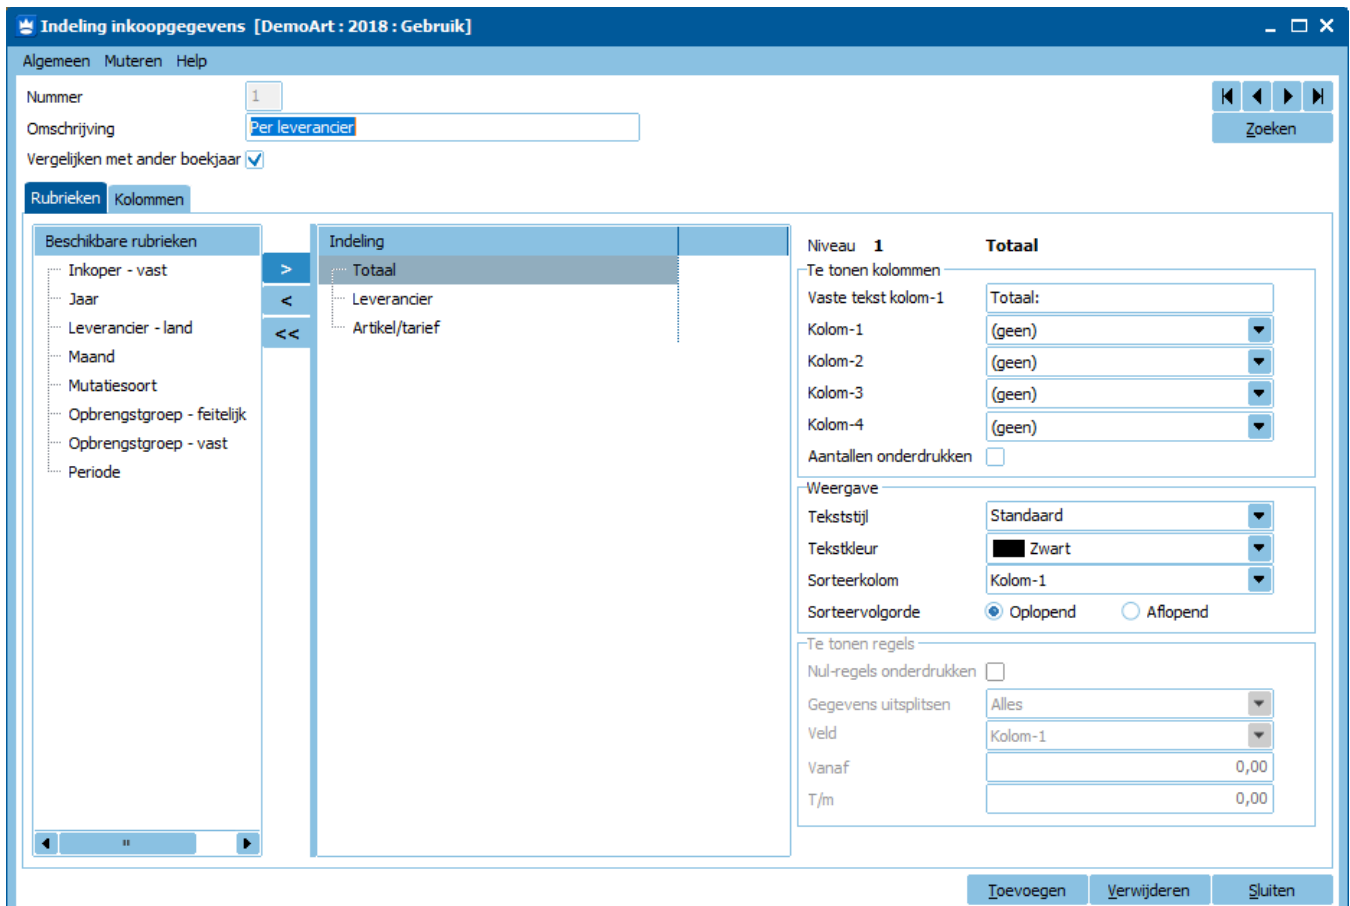 Indeling inkoopgegevens [DemoArt : 2018 : Gebruik]
Algemeen Muteren Help
Nummer 1
Omschrijving Per leverancier
Zoeken
Vergelijken met ander boekjaar
Rubrieken Kolommen
Beschikbare rubrieken
Inkoper - vast
Jaar
Leverancier - land
Maand
Mutatiesoort
Opbrengstgroep - feitelijk
Opbrengstgroep - vast
Periode
>
<
<<
Indeling
Totaal
Leverancier
Artikel/tarief
Niveau 1 Totaal
Te tonen kolommen
Vaste tekst kolom-1 Totaal:
Kolom-1 (geen)
Kolom-2 (geen)
Kolom-3 (geen)
Kolom-4 (geen)
Aantallen onderdrukken
Weergave
Tekststijl Standaard
Tekstkleur Zwart
Sorteerkolom Kolom-1
Sorteervolgorde Oplopend Aflopend
Te tonen regels
Nul-regels onderdrukken
Gegevens uitsplitsen Alles
Veld Kolom-1
Vanaf 0,00
T/m 0,00
Toevoegen Verwijderen Sluiten